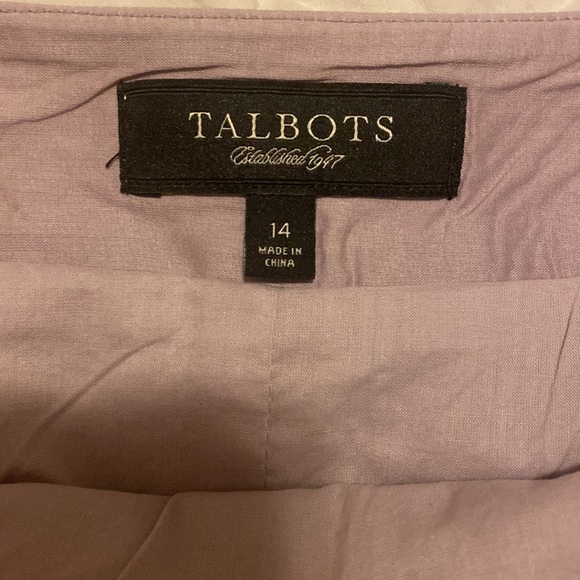 TALBOTS
Established 1947
14
MADE IN
CHINA